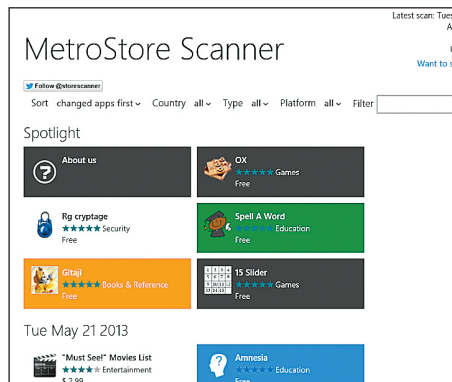 Latest scan: Tues
A
MetroStore Scanner
Want to s
Follow @storescanner
Sort changed apps first Country all Type all Platform all Filter
Spotlight
About us
OX
Games
Free
Rg cryptage
Security
Free
Spell A Word
Education
Free
Gitaji
Books & Reference
Free
15 Slider
Games
Free
Tue May 21 2013
"Must See!" Movies List
Entertainment
$ 2.99
Amnesia
Education
Free